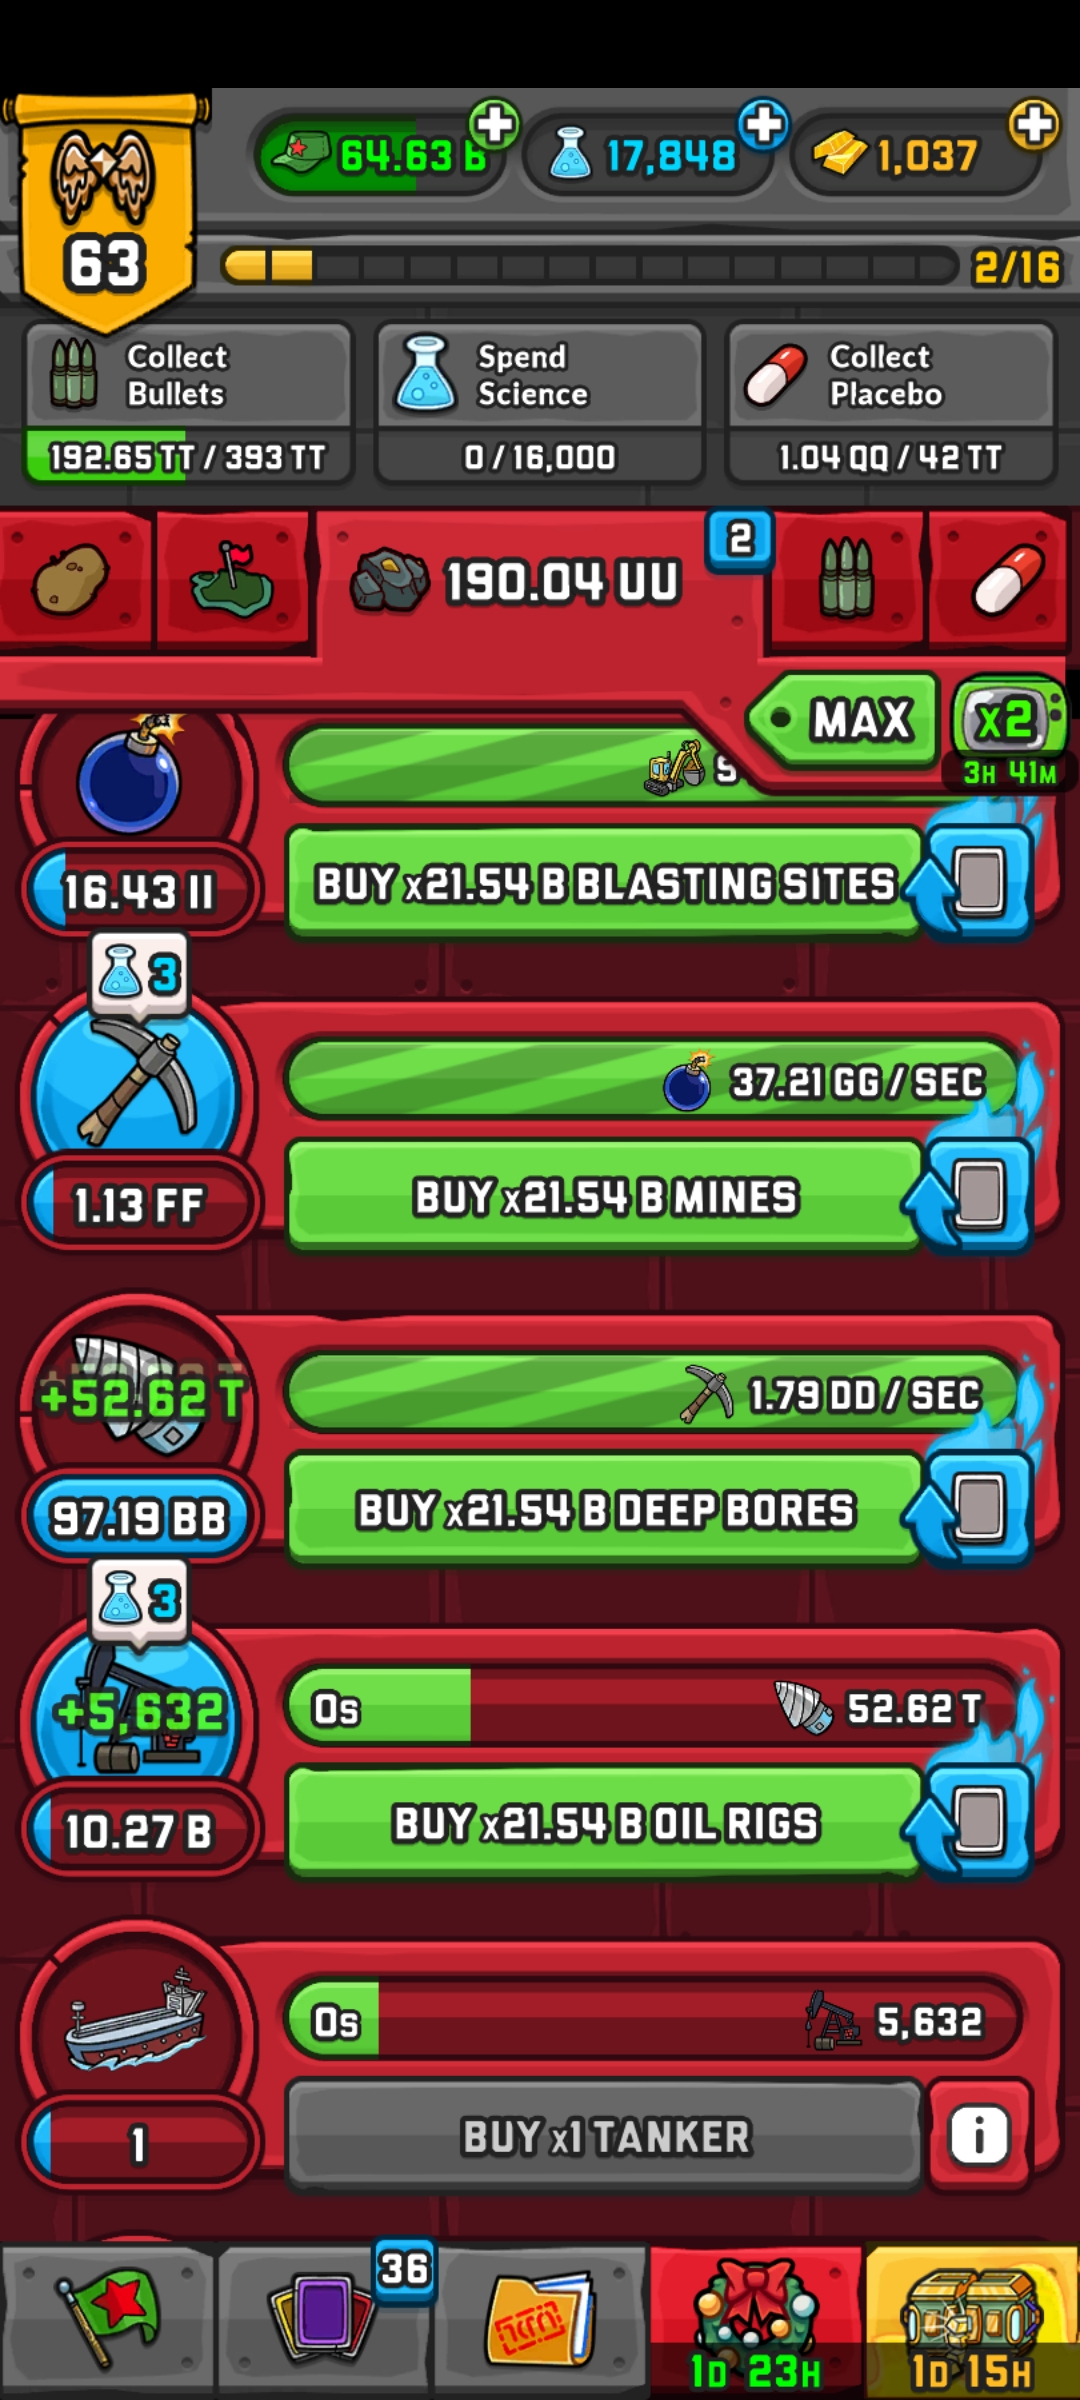 64.63 B
17,848
1,037
63
2/16
Collect
Bullets
192.65 TT / 393 TT
Spend
Science
0 / 16,000
Collect
Placebo
1.04 QQ / 42 TT
190.04 UU
2
MAX
x2
3H 41M
16.43 II
BUY x21.54 B BLASTING SITES
3
37.21 GG / SEC
1.13 FF
BUY x21.54 B MINES
+52.62 T
1.79 DD / SEC
97.19 BB
BUY x21.54 B DEEP BORES
3
+5,632
0s
52.62 T
10.27 B
BUY x21.54 B OIL RIGS
0s
5,632
1
BUY x1 TANKER
i
36
1D 23H
1D 15H